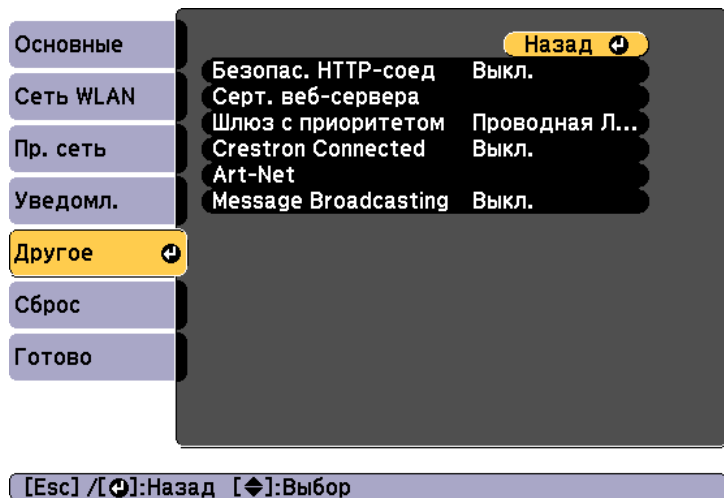 Основные
Сеть WLAN
Пр. сеть
Уведомл.
Другое
Сброс
Готово
Назад
Безопас. HTTP-соед Выкл.
Серт. веб-сервера
Шлюз с приоритетом Проводная Л...
Crestron Connected Выкл.
Art-Net
Message Broadcasting Выкл.
[Esc] /[ ]:Назад [ ]:Выбор